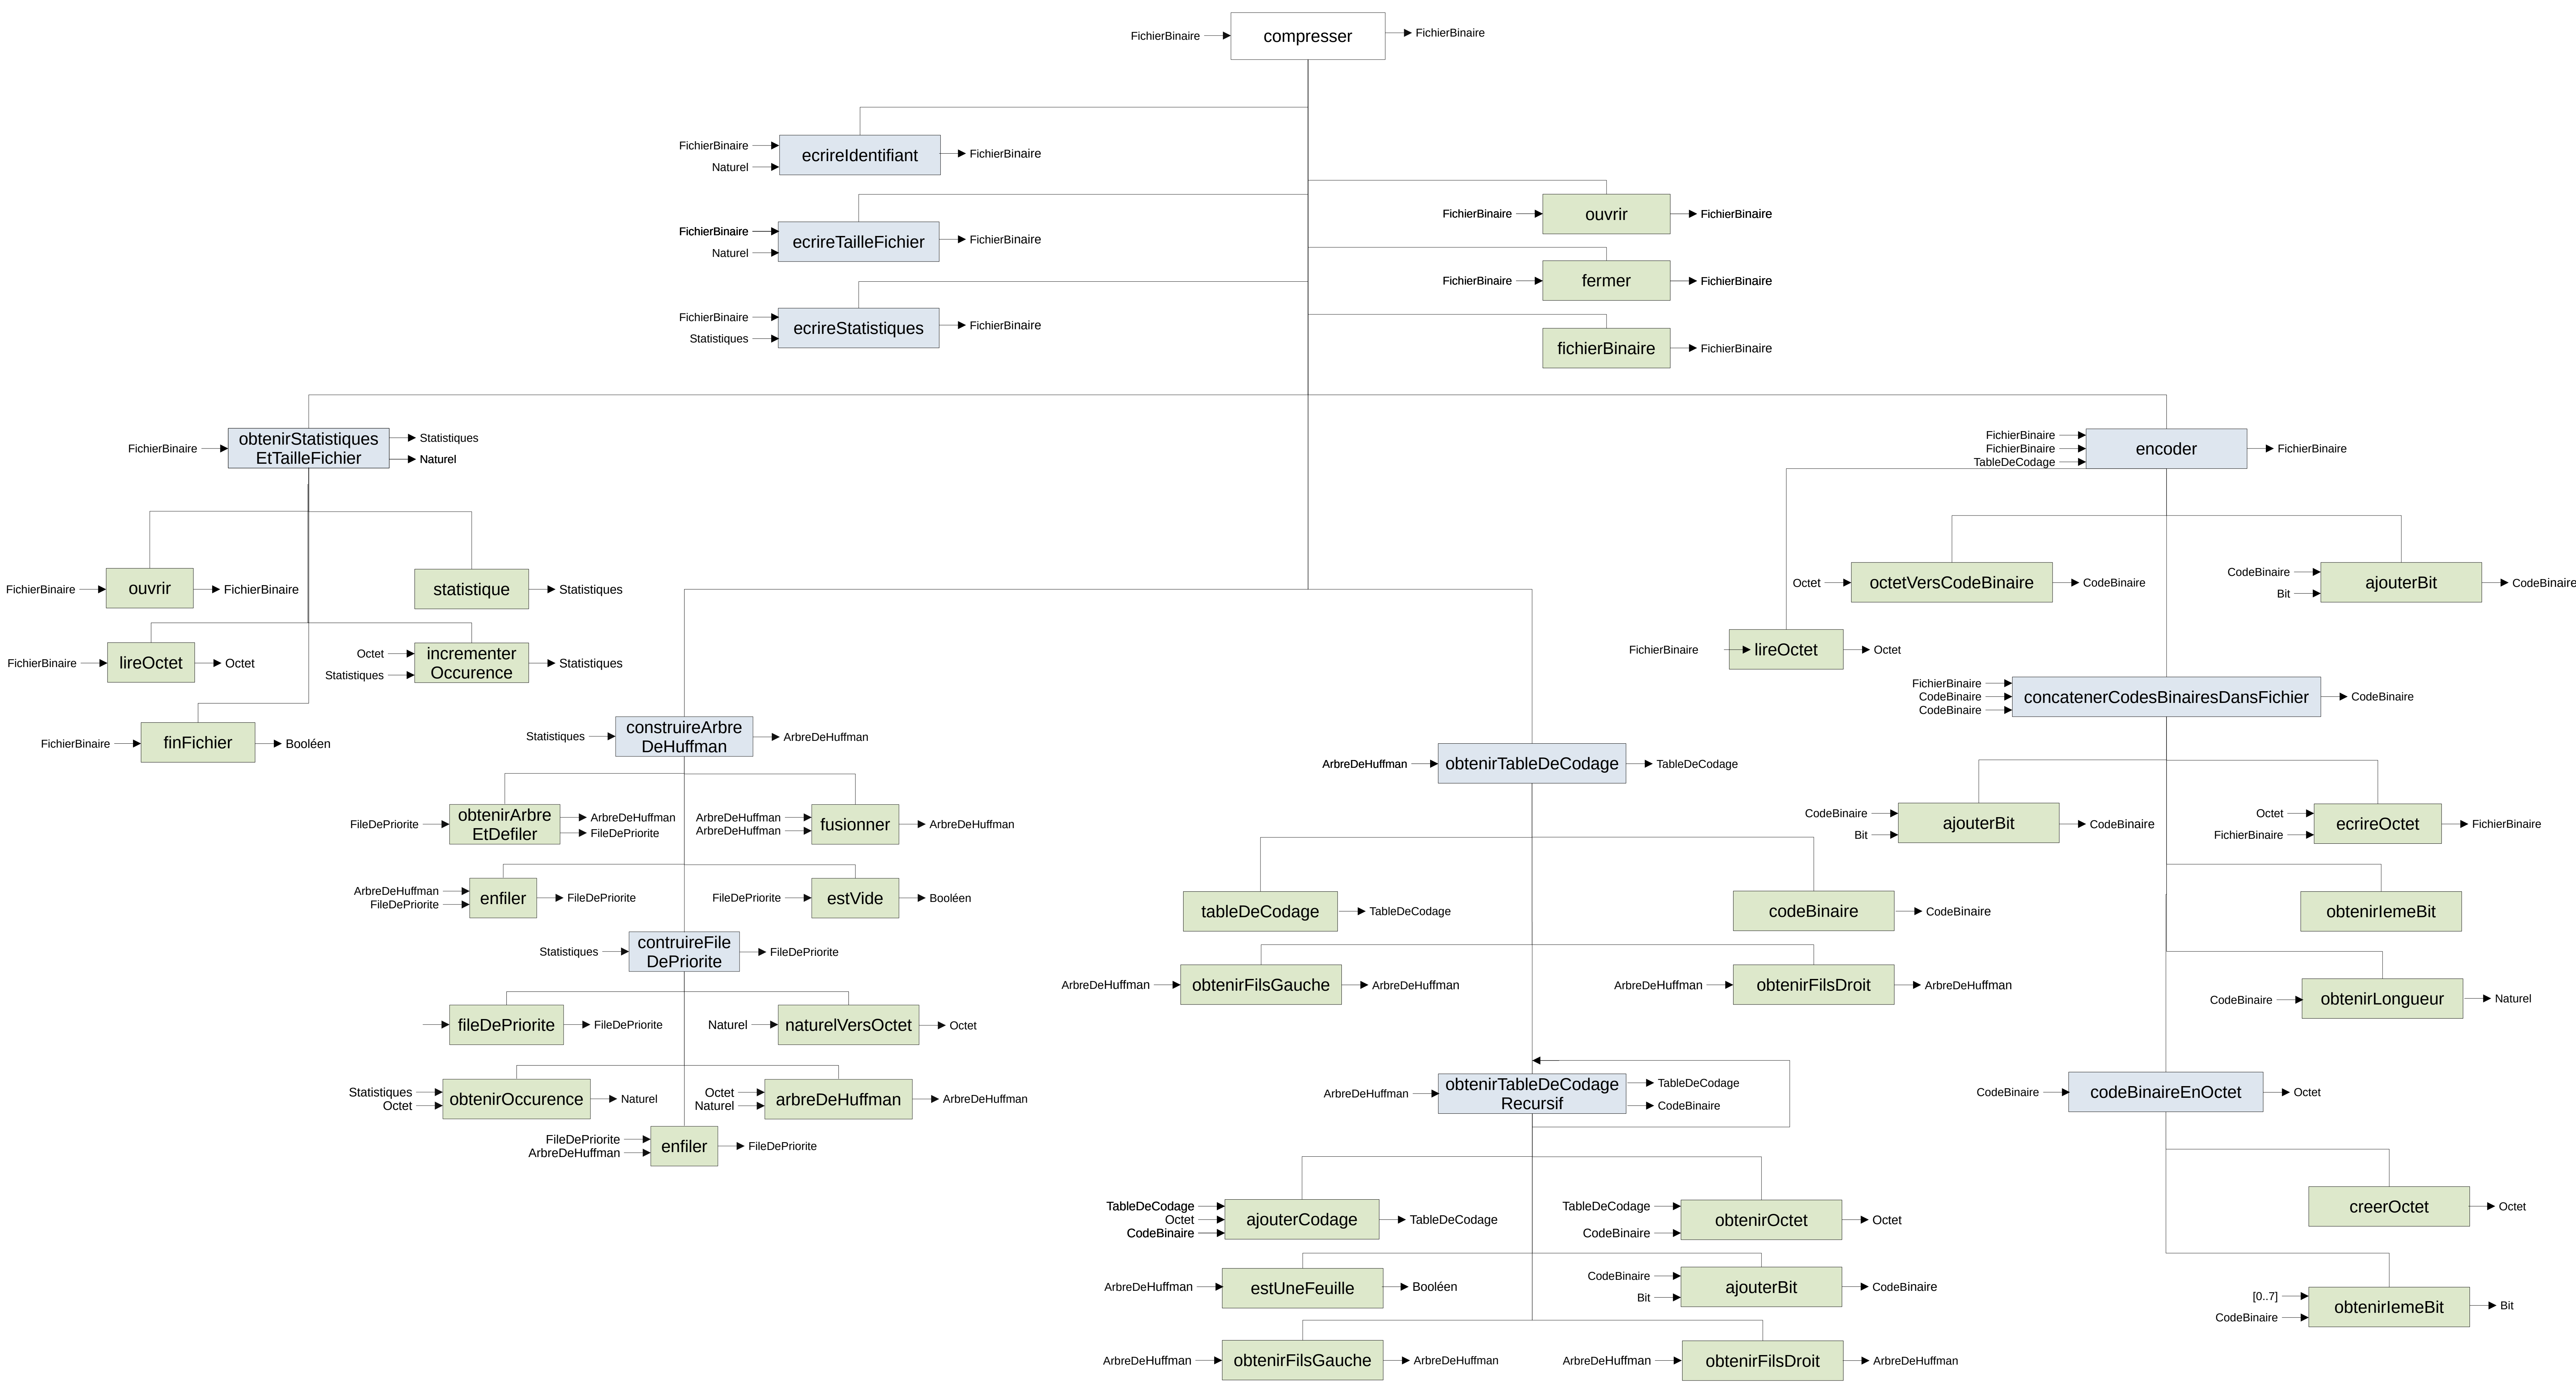 FichierBinaire compresser FichierBinaire
FichierBinaire
Naturel
ecrireIdentifiant
FichierBinaire
FichierBinaire
Naturel
ecrireTailleFichier
FichierBinaire
FichierBinaire
Statistiques
ecrireStatistiques
FichierBinaire
FichierBinaire ouvrir FichierBinaire
FichierBinaire fermer FichierBinaire
fichierBinaire FichierBinaire
FichierBinaire
obtenirStatistiques
EtTailleFichier
Statistiques
Naturel
FichierBinaire ouvrir FichierBinaire
statistique Statistiques
FichierBinaire lireOctet Octet
Octet
Statistiques
incrementer
Occurence
Statistiques
FichierBinaire finFichier Booléen
Statistiques
construireArbre
DeHuffman
ArbreDeHuffman
FileDePriorite
obtenirArbre
EtDefiler
ArbreDeHuffman
FileDePriorite
ArbreDeHuffman
ArbreDeHuffman
fusionner
ArbreDeHuffman
ArbreDeHuffman
FileDePriorite
enfiler
FileDePriorite
FileDePriorite estVide Booléen
Statistiques
contruireFile
DePriorite
FileDePriorite
fileDePriorite FileDePriorite
Naturel naturelVersOctet Octet
Statistiques
Octet
obtenirOccurence
Naturel
Octet
Naturel
arbreDeHuffman
ArbreDeHuffman
FileDePriorite
ArbreDeHuffman
enfiler
FileDePriorite
ArbreDeHuffman obtenirTableDeCodage TableDeCodage
tableDeCodage TableDeCodage
codeBinaire CodeBinaire
ArbreDeHuffman obtenirFilsGauche ArbreDeHuffman
ArbreDeHuffman obtenirFilsDroit ArbreDeHuffman
ArbreDeHuffman
obtenirTableDeCodage
Recursif
TableDeCodage
CodeBinaire
TableDeCodage
Octet
CodeBinaire
ajouterCodage
TableDeCodage
TableDeCodage
CodeBinaire
obtenirOctet
Octet
ArbreDeHuffman estUneFeuille Booléen
CodeBinaire
Bit
ajouterBit
CodeBinaire
ArbreDeHuffman obtenirFilsGauche ArbreDeHuffman
ArbreDeHuffman obtenirFilsDroit ArbreDeHuffman
FichierBinaire
FichierBinaire
TableDeCodage
encoder
FichierBinaire
Octet octetVersCodeBinaire CodeBinaire
CodeBinaire
Bit
ajouterBit
CodeBinaire
FichierBinaire lireOctet Octet
FichierBinaire
CodeBinaire
CodeBinaire
concatenerCodesBinairesDansFichier
CodeBinaire
CodeBinaire
Bit
ajouterBit
CodeBinaire
Octet
FichierBinaire
ecrireOctet
FichierBinaire
obtenirIemeBit
CodeBinaire obtenirLongueur Naturel
CodeBinaire codeBinaireEnOctet Octet
creerOctet Octet
[0..7]
CodeBinaire
obtenirIemeBit
Bit